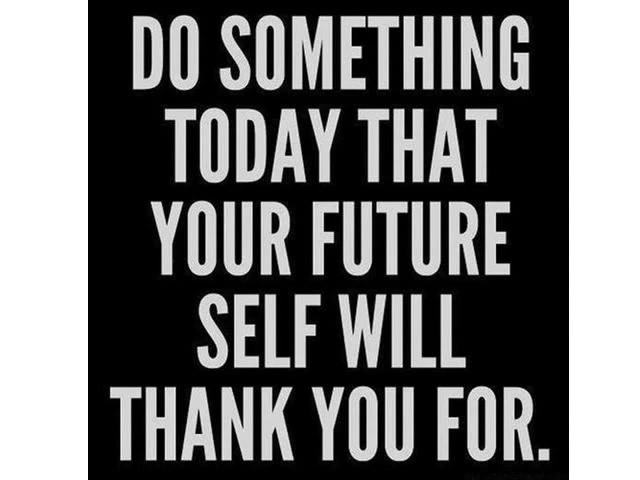 DO SOMETHING
TODAY THAT
YOUR FUTURE
SELF WILL
THANK YOU FOR.